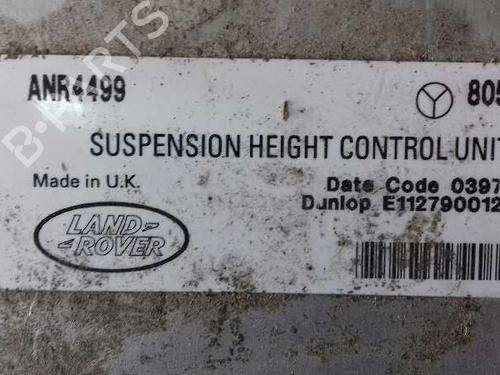 ANR4499
805
SUSPENSION HEIGHT CONTROL UNIT
Made in U.K.
Date Code 0397
Dunlop E112790012
LAND
ROVER
B-PARTS